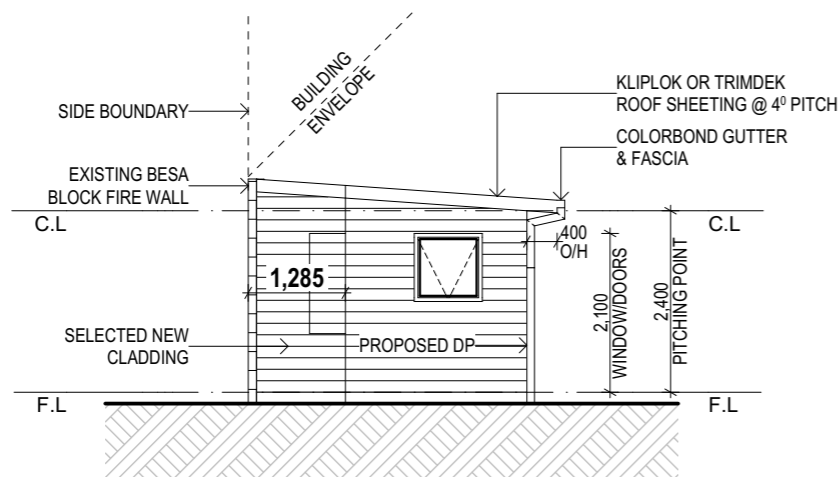 BUILDING
ENVELOPE
SIDE BOUNDARY
KLIPLOK OR TRIMDEK
ROOF SHEETING @ 4⁰ PITCH
COLORBOND GUTTER
& FASCIA
EXISTING BESA
BLOCK FIRE WALL
C.L
C.L
400
O/H
1,285
2,100
WINDOW/DOORS
2,400
PITCHING POINT
SELECTED NEW
CLADDING
PROPOSED DP
F.L
F.L